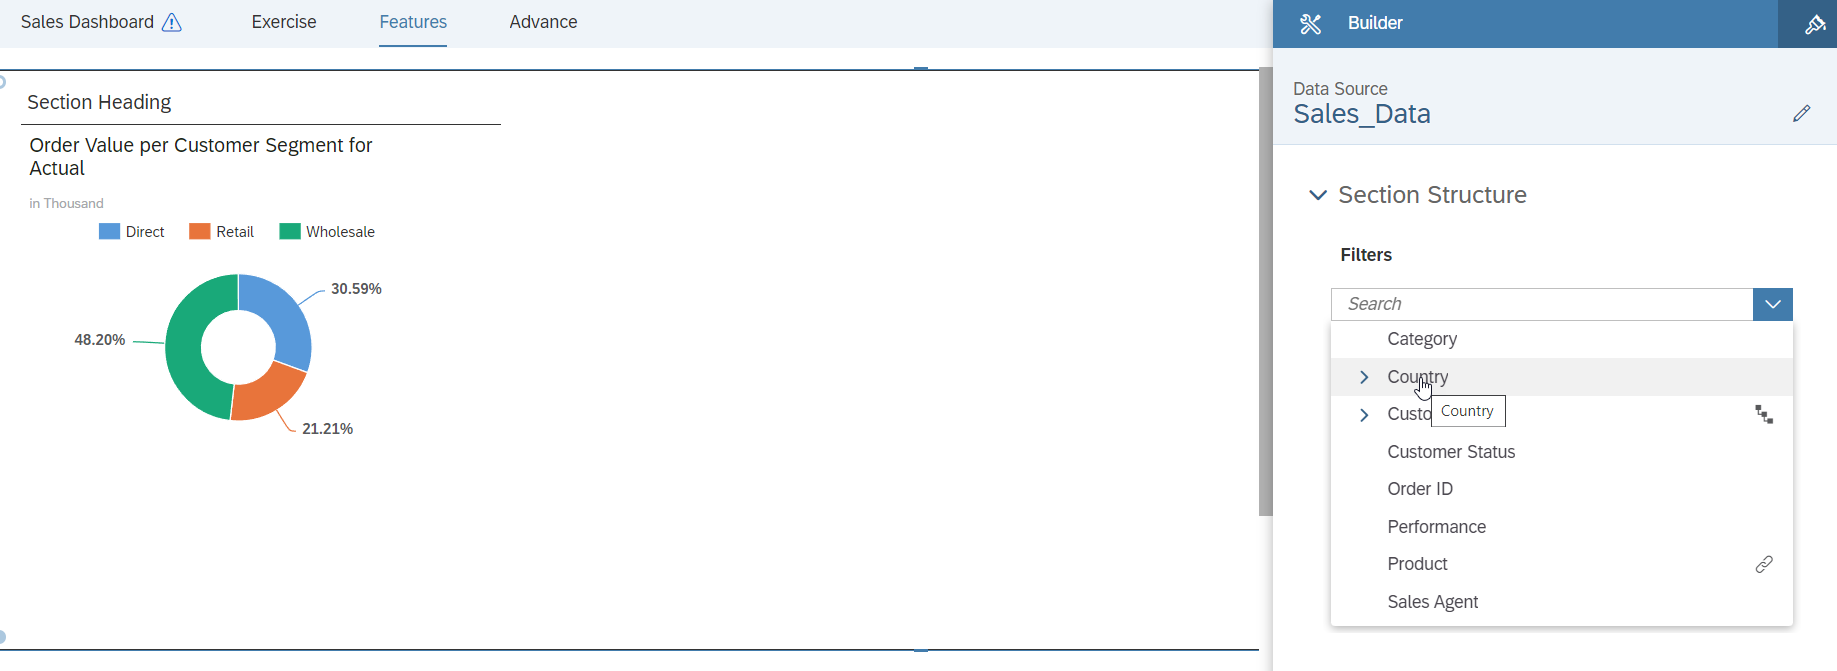 Sales Dashboard
Exercise
Features
Advance
Builder
Data Source
Sales_Data
Section Heading
Order Value per Customer Segment for
Actual
in Thousand
Direct
Retail
Wholesale
30.59%
48.20%
21.21%
Section Structure
Filters
Search
Category
Country
Country
Customer Status
Order ID
Performance
Product
Sales Agent